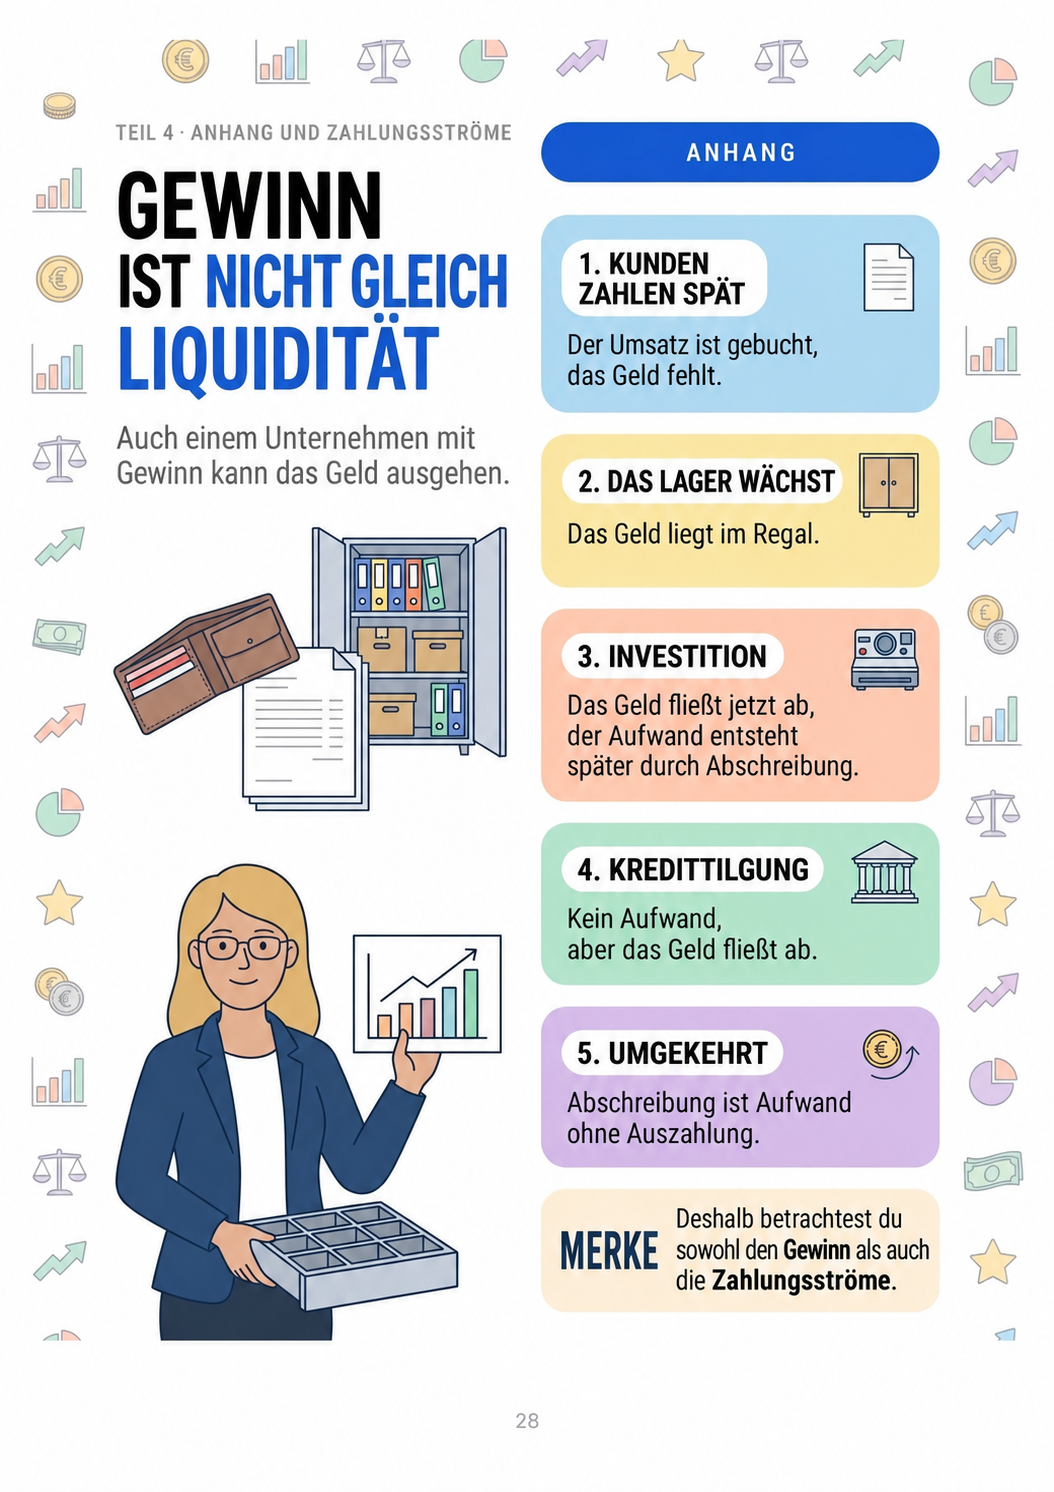 TEIL 4 · ANHANG UND ZAHLUNGSSTRÖME
GEWINN
IST NICHT GLEICH
LIQUIDITÄT
Auch einem Unternehmen mit
Gewinn kann das Geld ausgehen.
ANHANG
1. KUNDEN
ZAHLEN SPÄT
Der Umsatz ist gebucht,
das Geld fehlt.
2. DAS LAGER WÄCHST
Das Geld liegt im Regal.
3. INVESTITION
Das Geld fließt jetzt ab,
der Aufwand entsteht
später durch Abschreibung.
4. KREDITTILGUNG
Kein Aufwand,
aber das Geld fließt ab.
5. UMGEKEHRT
Abschreibung ist Aufwand
ohne Auszahlung.
MERKE
Deshalb betrachtest du
sowohl den Gewinn als auch
die Zahlungsströme.
28